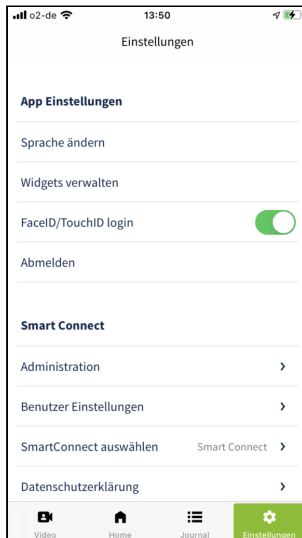 o2-de 13:50
Einstellungen
App Einstellungen
Sprache ändern
Widgets verwalten
FaceID/TouchID login
Abmelden
Smart Connect
Administration
Benutzer Einstellungen
SmartConnect auswählen Smart Connect
Datenschutzerklärung
Video Home Journal Einstellungen